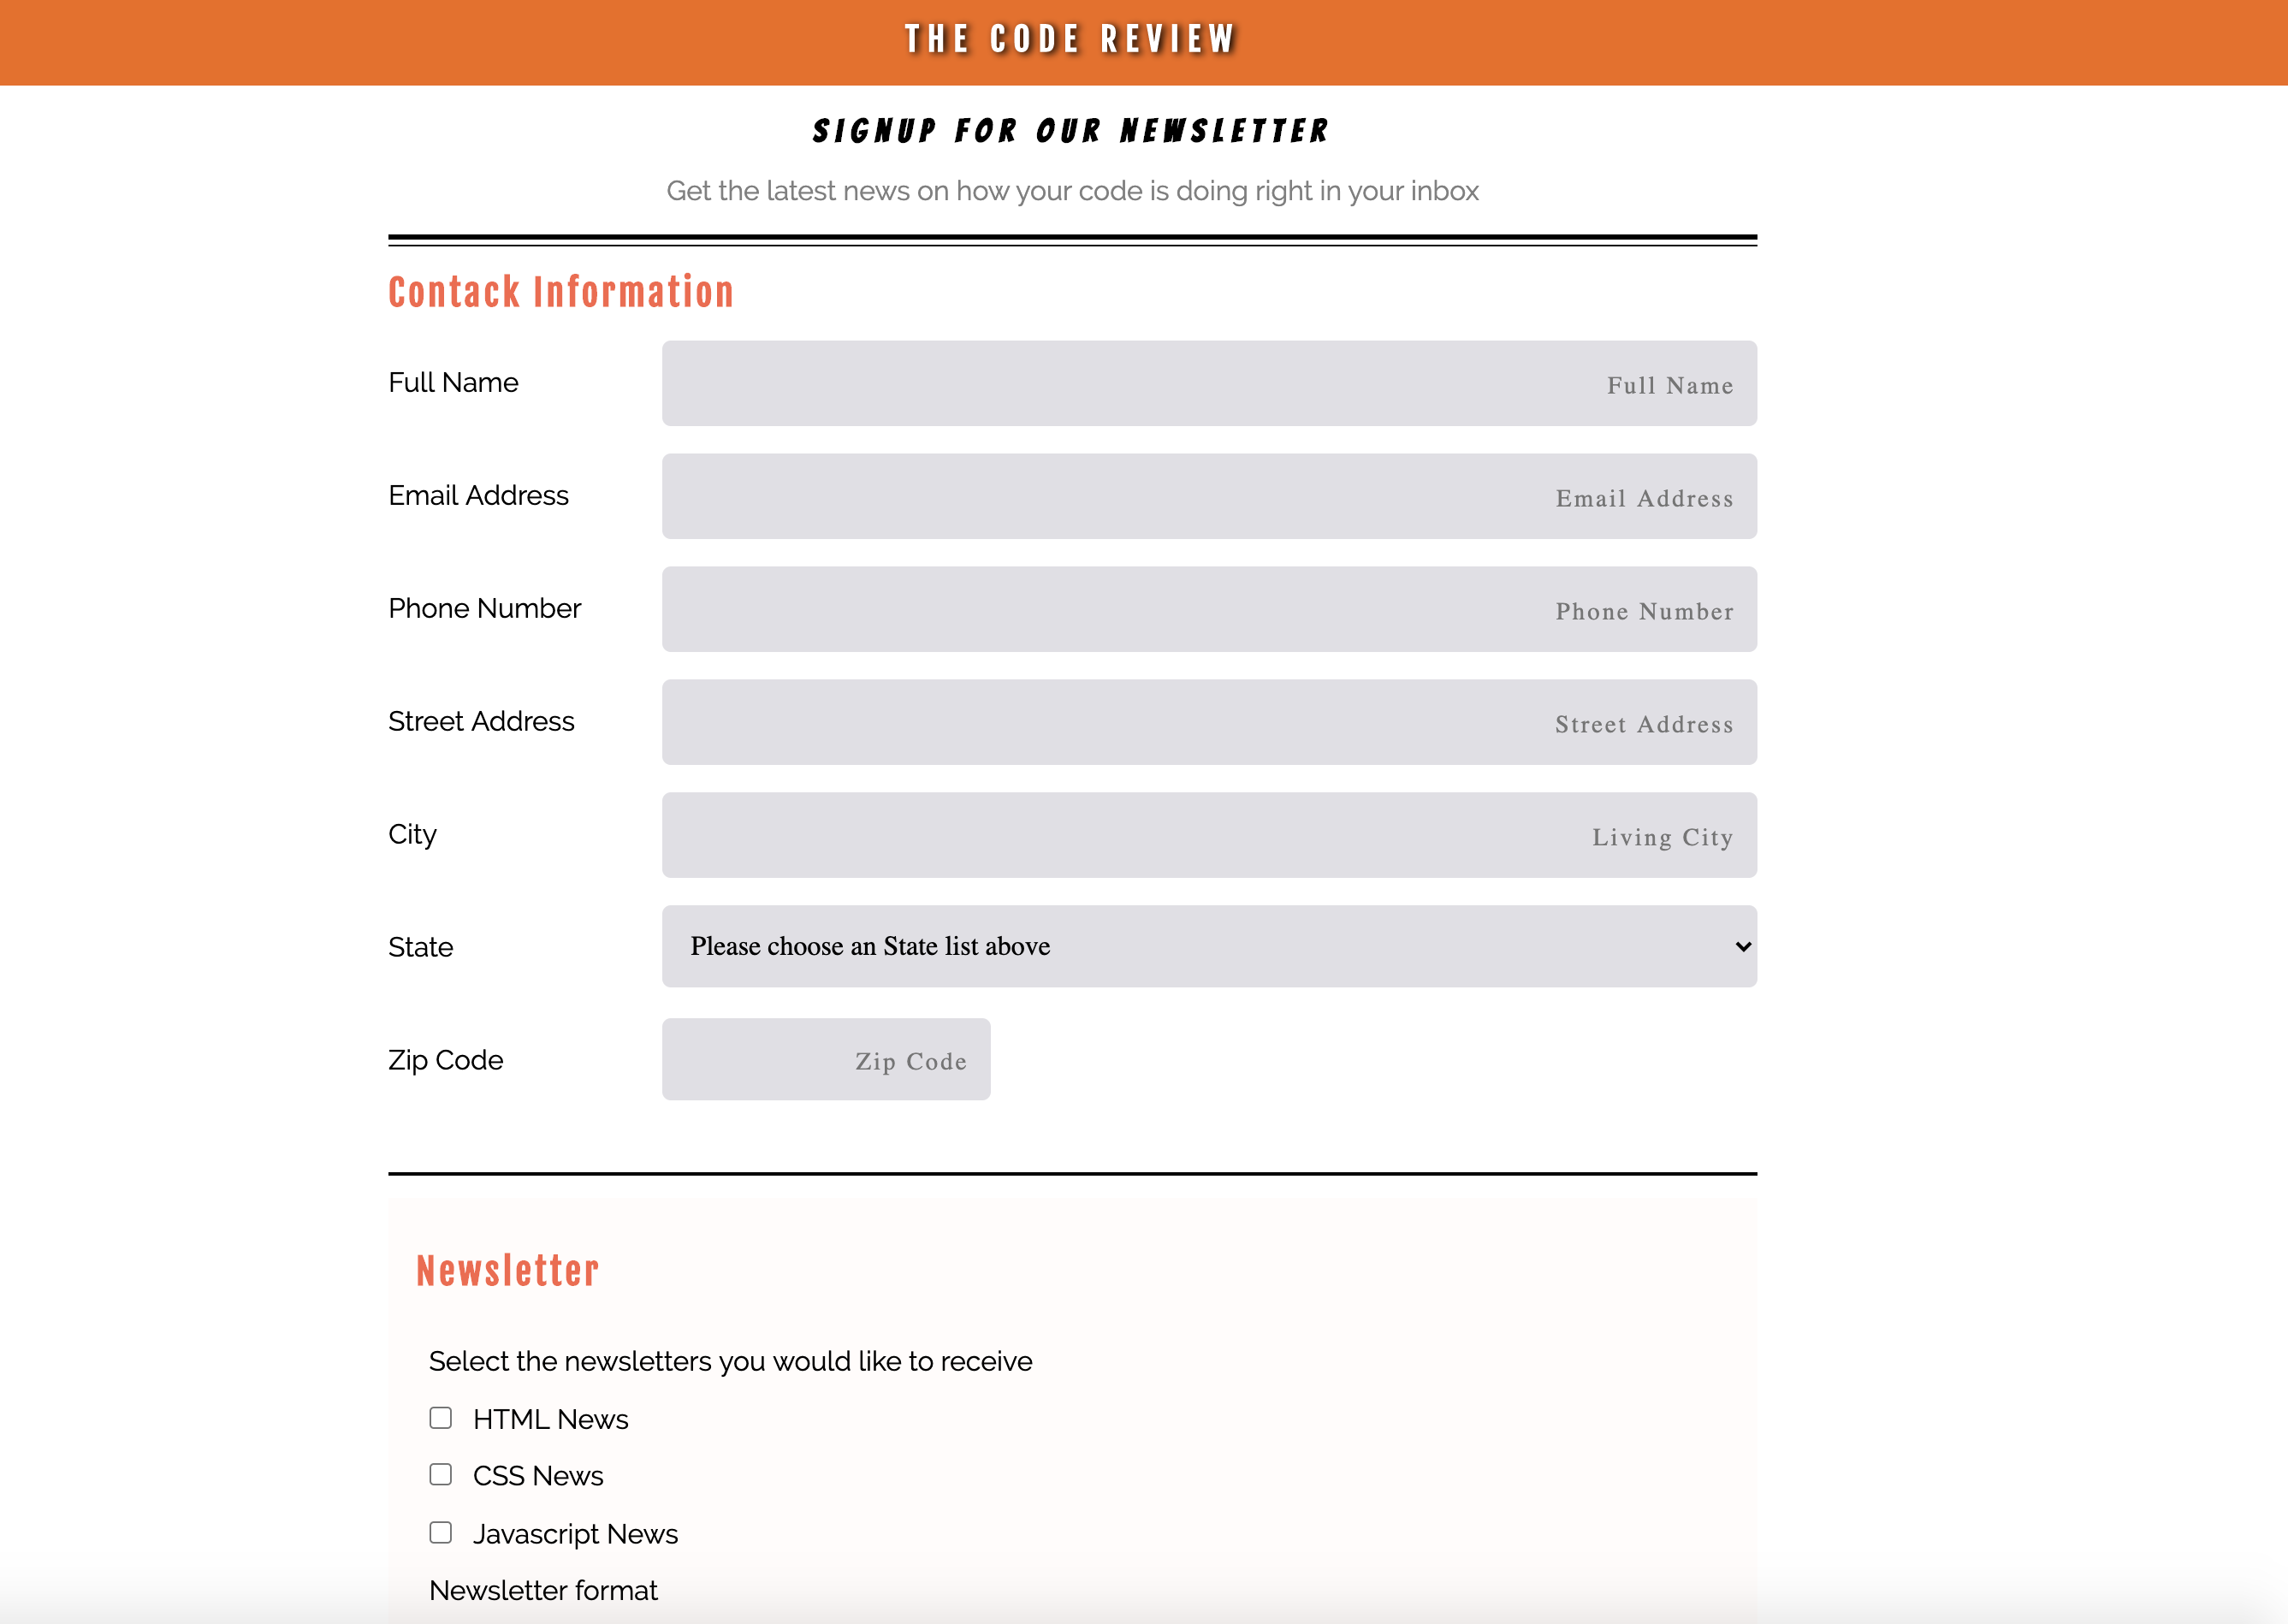 THE CODE REVIEW
SIGNUP FOR OUR NEWSLETTER
Get the latest news on how your code is doing right in your inbox
Contack Information
Full Name
Full Name
Email Address
Email Address
Phone Number
Phone Number
Street Address
Street Address
City
Living City
State
Please choose an State list above
Zip Code
Zip Code
Newsletter
Select the newsletters you would like to receive
HTML News
CSS News
Javascript News
Newsletter format